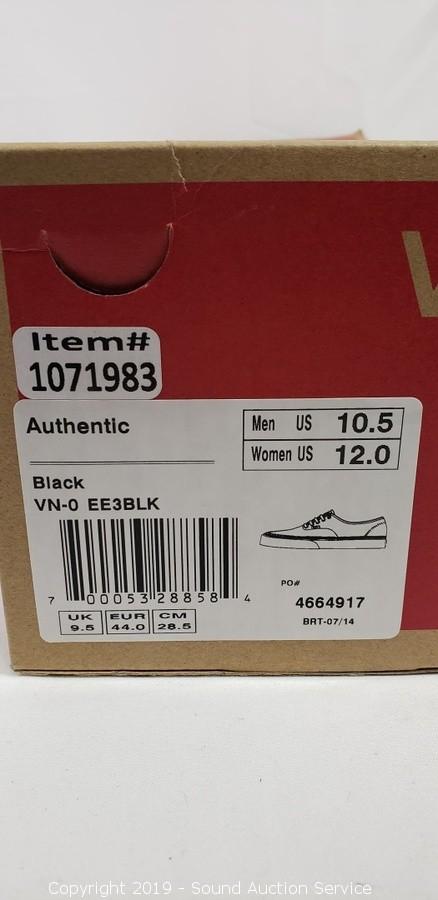 V
Item#
1071983
Authentic
Men US 10.5
Women US 12.0
Black
VN-0 EE3BLK
7 00053 28858 4
PO#
4664917
BRT-07/14
UK EUR CM
9.5 44.0 28.5
Copyright 2019 - Sound Auction Service